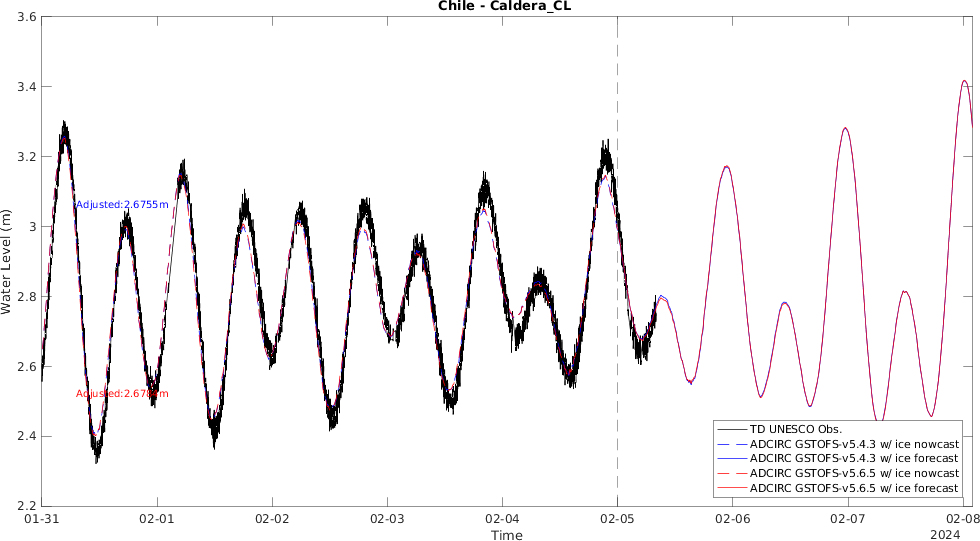 Chile - Caldera_CL
3.6
3.4
3.2
3
2.8
2.6
2.4
2.2
Water Level (m)
Adjusted:2.6755m
TD UNESCO Obs.
ADCIRC GSTOFS-v5.4.3 w/ ice nowcast
ADCIRC GSTOFS-v5.4.3 w/ ice forecast
ADCIRC GSTOFS-v5.6.5 w/ ice nowcast
ADCIRC GSTOFS-v5.6.5 w/ ice forecast
01-31
02-01
02-02
02-03
02-04
02-05
02-06
02-07
02-08
Time
2024